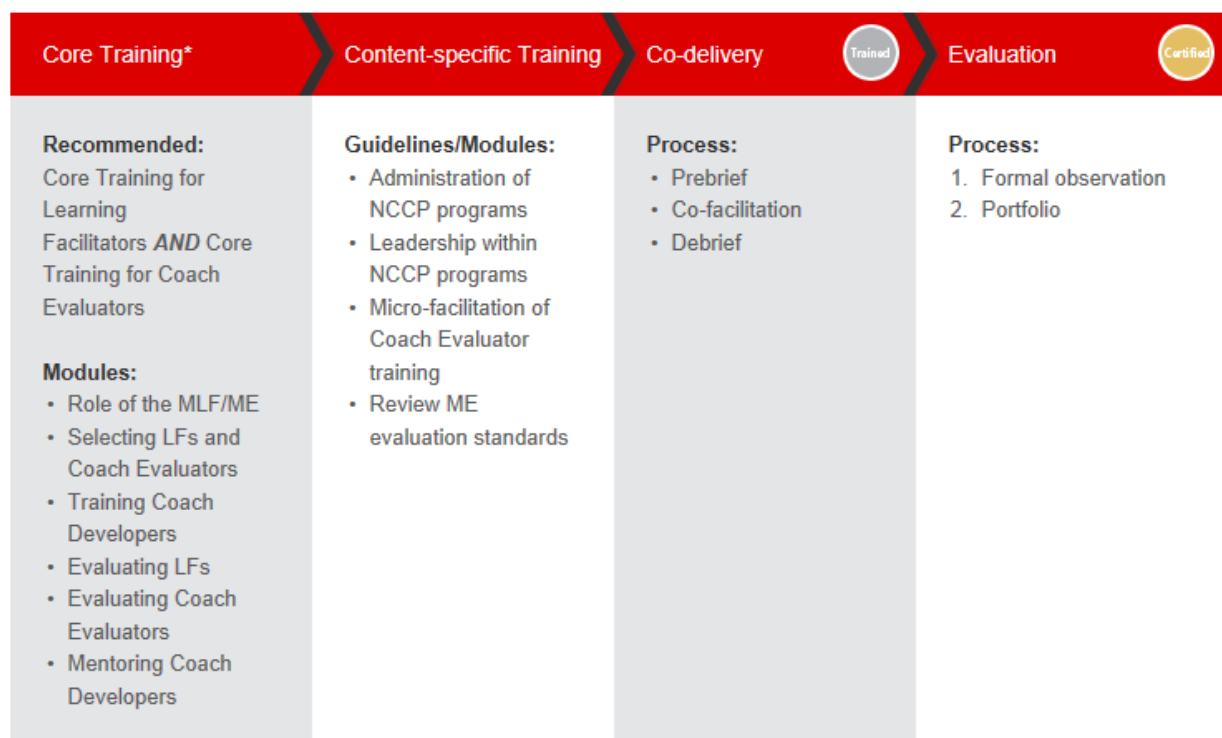 Core Training*
Content-specific Training
Co-delivery
Trained
Evaluation
Certified
Recommended:
Core Training for
Learning
Facilitators AND Core
Training for Coach
Evaluators
Modules:
• Role of the MLF/ME
• Selecting LFs and
Coach Evaluators
• Training Coach
Developers
• Evaluating LFs
• Evaluating Coach
Evaluators
• Mentoring Coach
Developers
Guidelines/Modules:
• Administration of
NCCP programs
• Leadership within
NCCP programs
• Micro-facilitation of
Coach Evaluator
training
• Review ME
evaluation standards
Process:
• Prebrief
• Co-facilitation
• Debrief
Process:
1. Formal observation
2. Portfolio